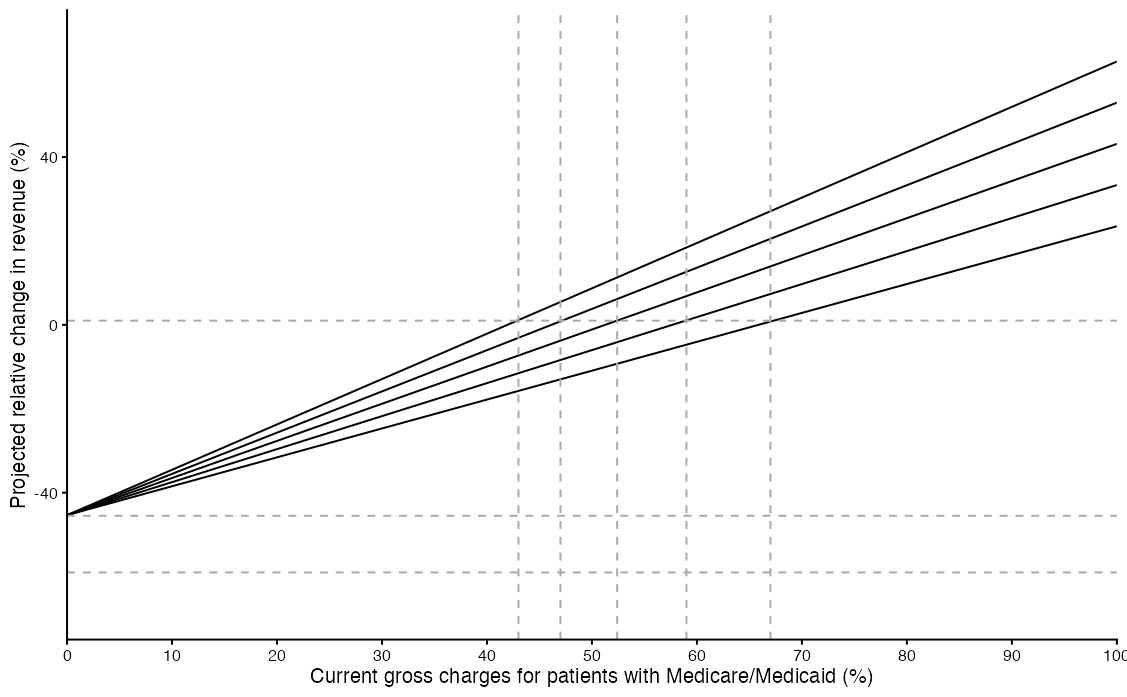 Projected relative change in revenue (%)
40
0
-40
0 10 20 30 40 50 60 70 80 90 100
Current gross charges for patients with Medicare/Medicaid (%)